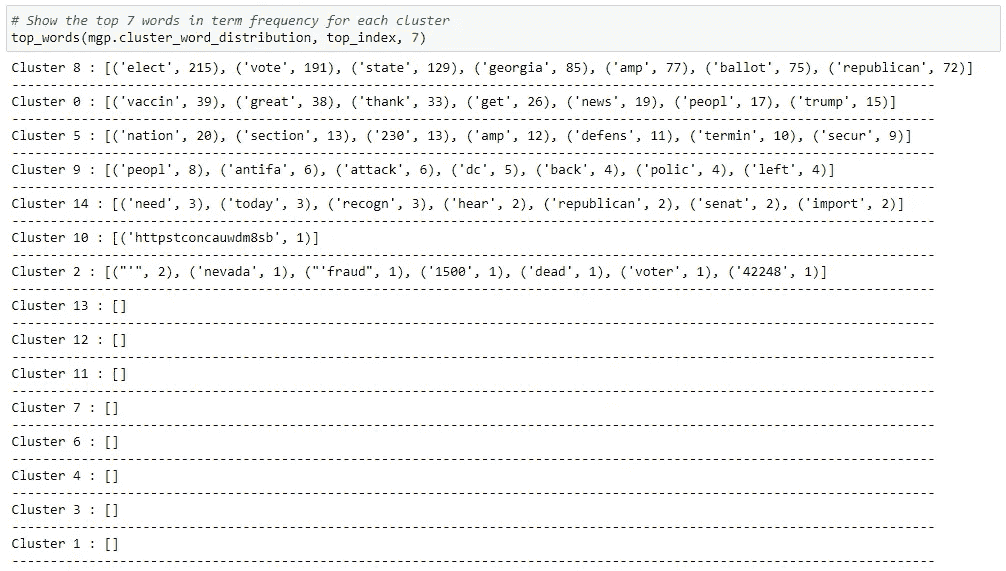 # Show the top 7 words in term frequency for each cluster
top_words(mgp.cluster_word_distribution, top_index, 7)
Cluster 8 : [('elect', 215), ('vote', 191), ('state', 129), ('georgia', 85), ('amp', 77), ('ballot', 75), ('republican', 72)]
Cluster 0 : [('vaccin', 39), ('great', 38), ('thank', 33), ('get', 26), ('news', 19), ('peopl', 17), ('trump', 15)]
Cluster 5 : [('nation', 20), ('section', 13), ('230', 13), ('amp', 12), ('defens', 11), ('termin', 10), ('secur', 9)]
Cluster 9 : [('peopl', 8), ('antifa', 6), ('attack', 6), ('dc', 5), ('back', 4), ('polic', 4), ('left', 4)]
Cluster 14 : [('need', 3), ('today', 3), ('recogn', 3), ('hear', 2), ('republican', 2), ('senat', 2), ('import', 2)]
Cluster 10 : [('httpstconcauwdm8sb', 1)]
Cluster 2 : [("'", 2), ('nevada', 1), ("'fraud", 1), ('1500', 1), ('dead', 1), ('voter', 1), ('42248', 1)]
Cluster 13 : []
Cluster 12 : []
Cluster 11 : []
Cluster 7 : []
Cluster 6 : []
Cluster 4 : []
Cluster 3 : []
Cluster 1 : []